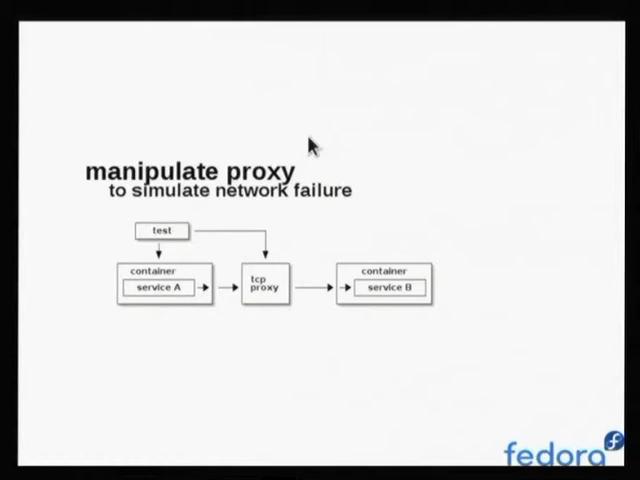 manipulate proxy
to simulate network failure
test
container
service A
tcp
proxy
container
service B
fedora